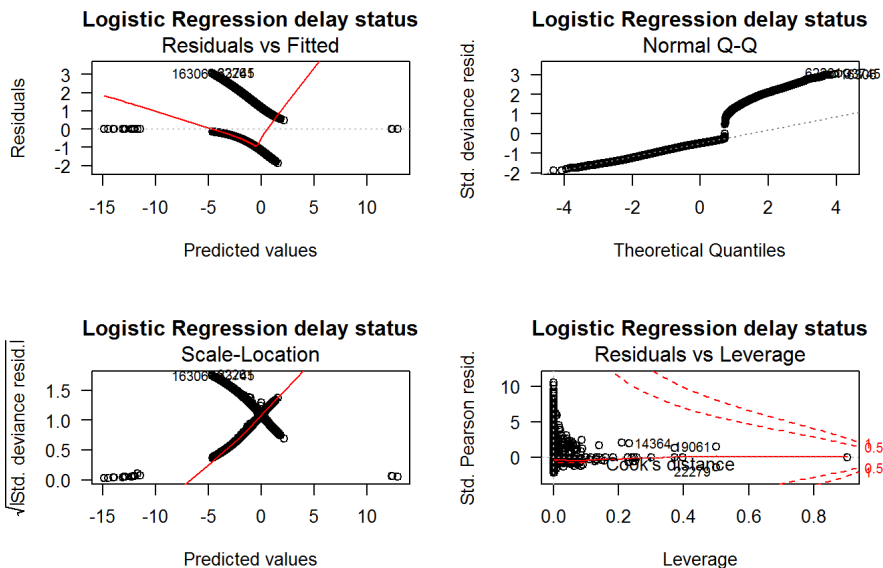 Logistic Regression delay status
Residuals vs Fitted
Residuals
3
2
1
0
-1
-2
-15
-10
-5
0
5
10
Predicted values
Logistic Regression delay status
Normal Q-Q
Std. deviance resid.
3
2
1
0
-1
-2
-4
-2
0
2
4
Theoretical Quantiles
Logistic Regression delay status
Scale-Location
√|Std. deviance resid.|
1.5
1.0
0.5
0.0
-15
-10
-5
0
5
10
Predicted values
Logistic Regression delay status
Residuals vs Leverage
Std. Pearson resid.
10
5
0
14364
19061
22279
Cook's distance
1
0.5
0.5
1
0.0
0.2
0.4
0.6
0.8
Leverage